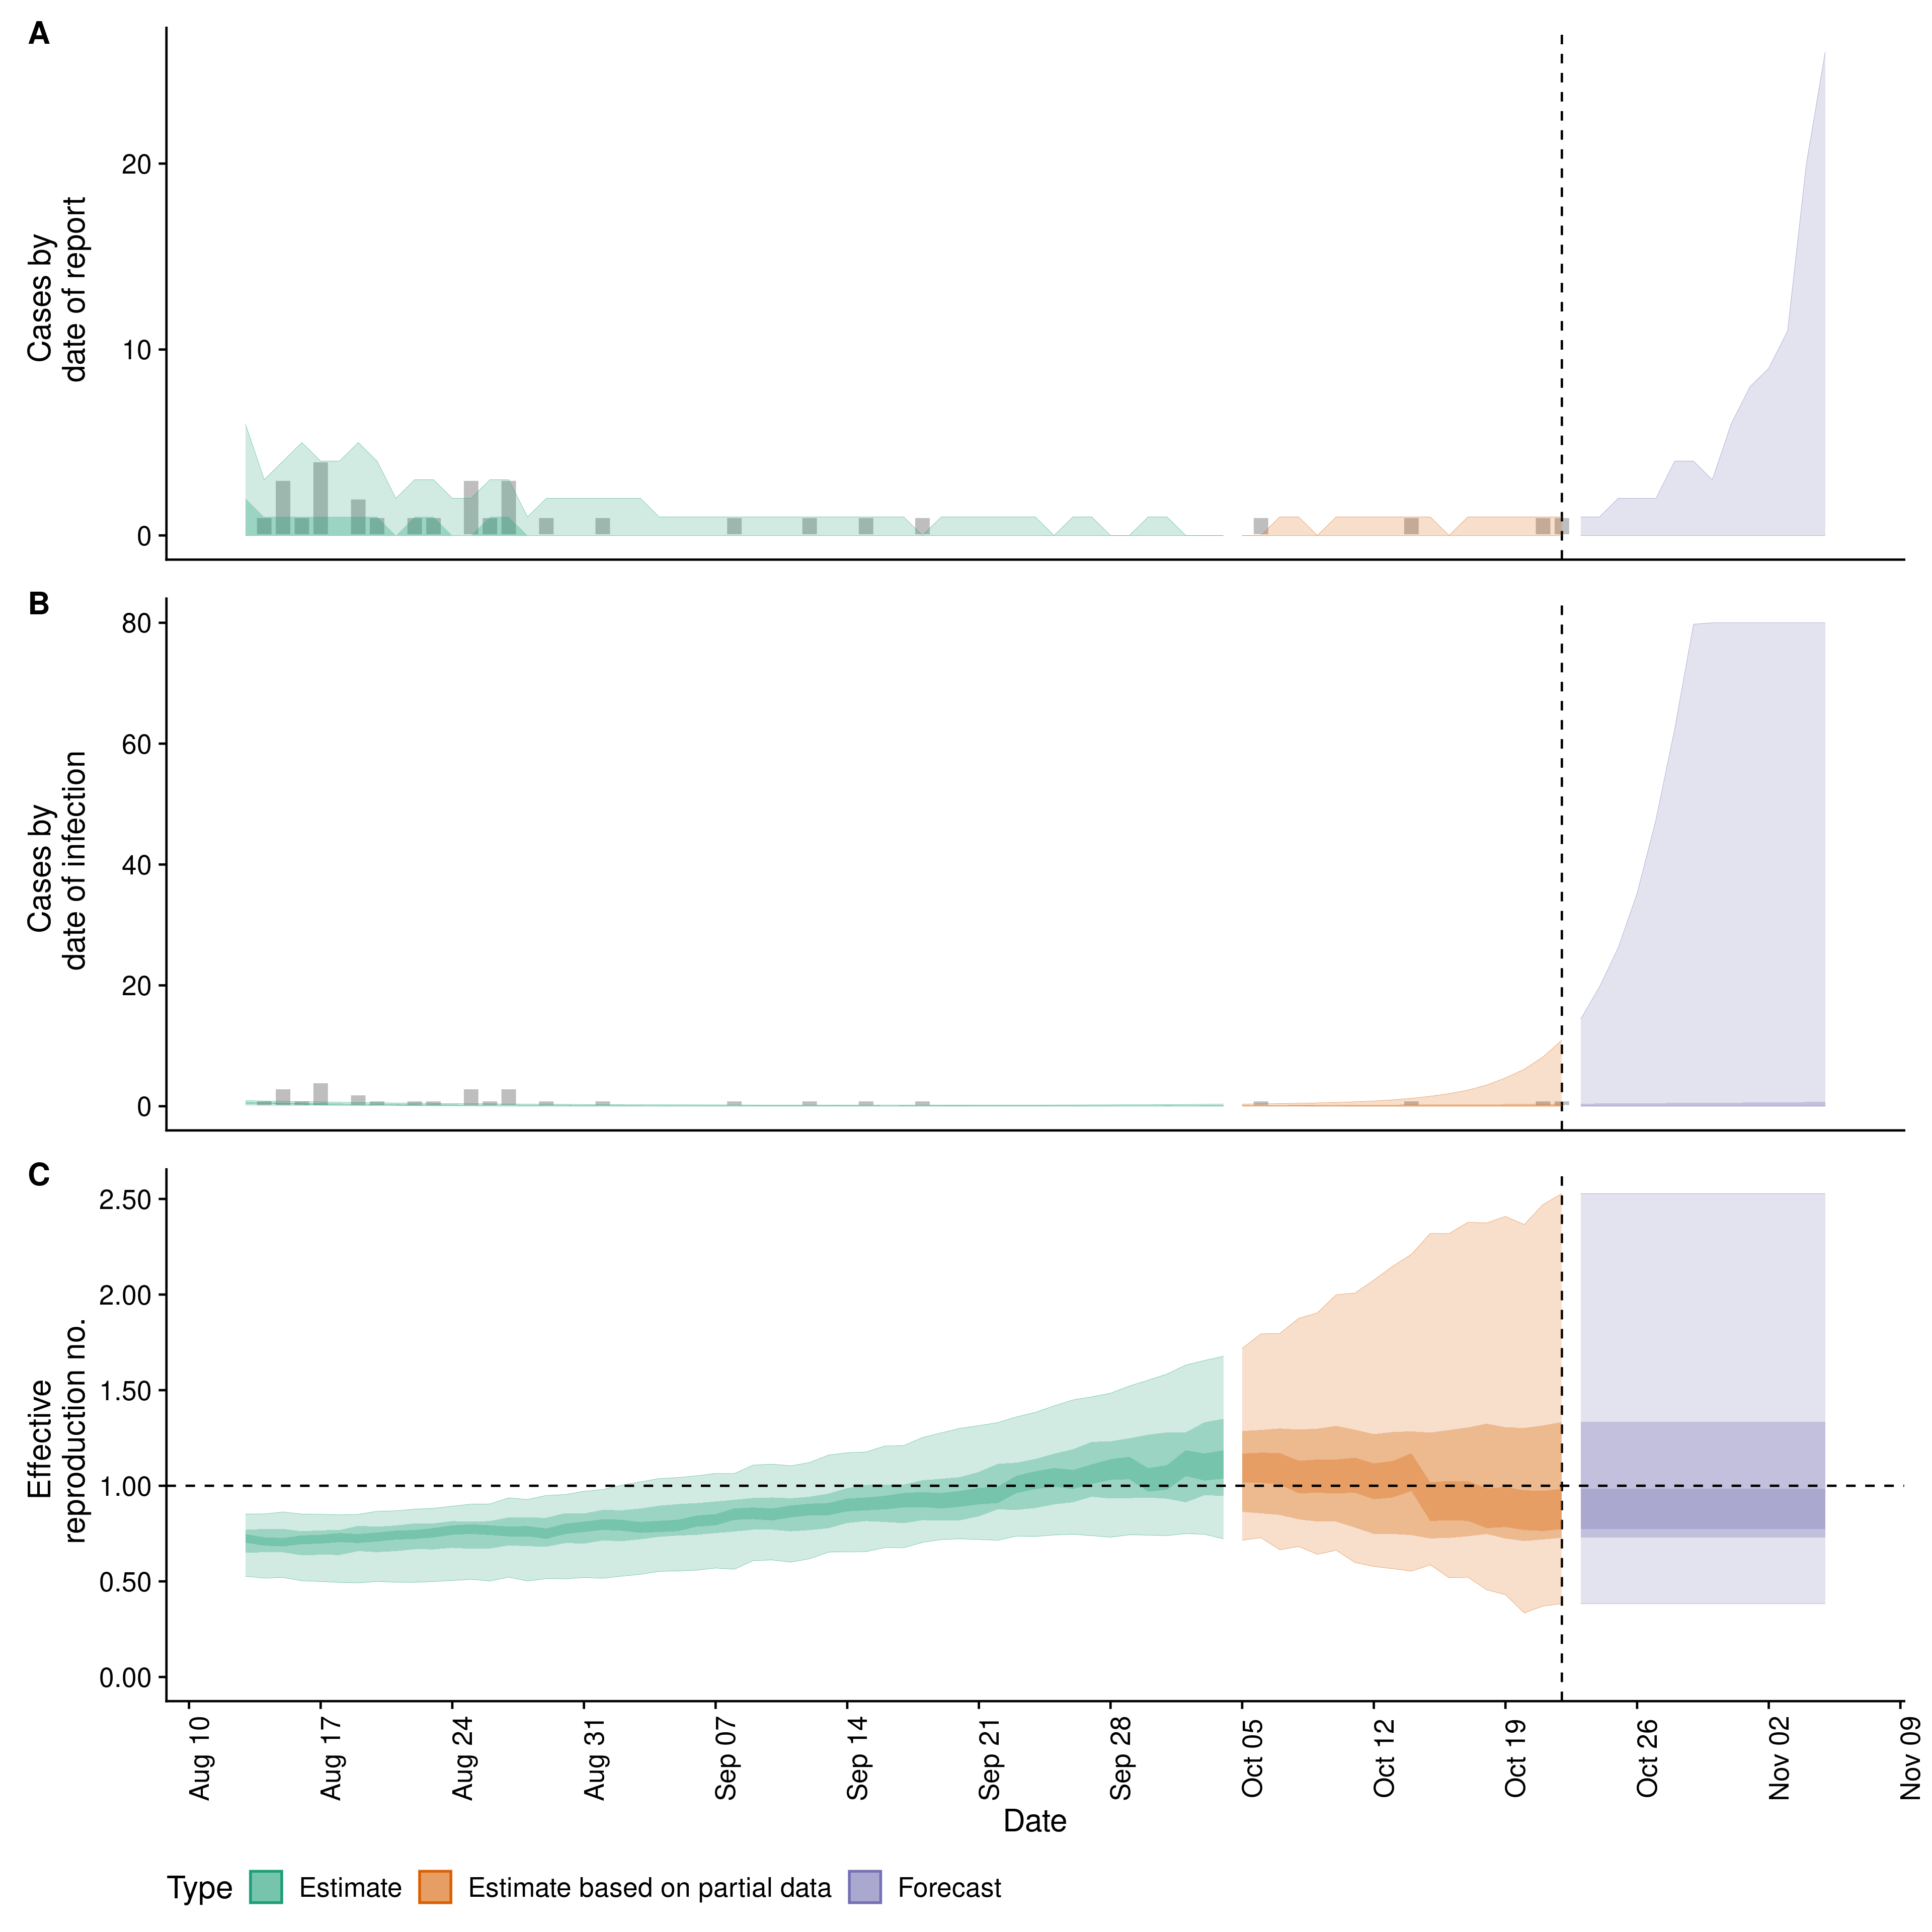 A
Cases by
date of report
20
10
0
B
Cases by
date of infection
80
60
40
20
0
C
Effective
reproduction no.
2.50
2.00
1.50
1.00
0.50
0.00
Aug 10
Aug 17
Aug 24
Aug 31
Sep 07
Sep 14
Sep 21
Sep 28
Oct 05
Oct 12
Oct 19
Oct 26
Nov 02
Nov 09
Date
Type Estimate Estimate based on partial data Forecast